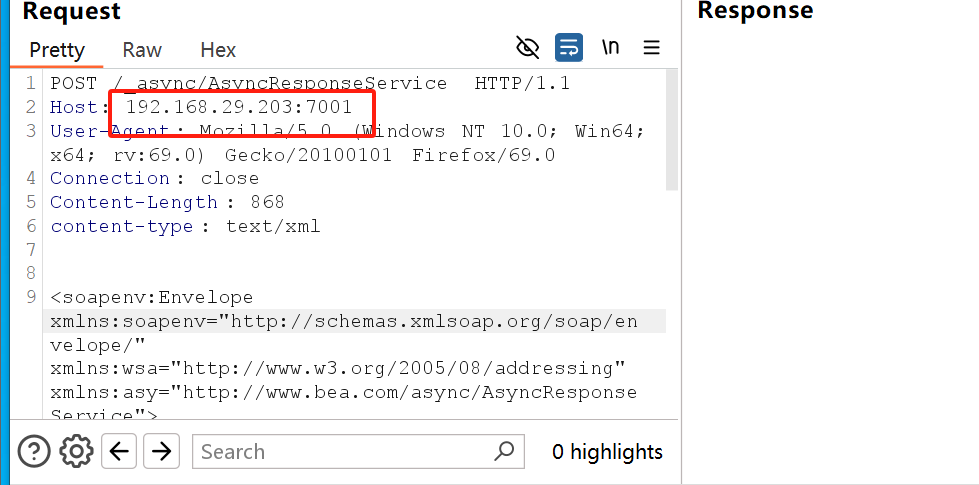 Request
Response
Pretty Raw Hex
\n
1 POST /_async/AsyncResponseService HTTP/1.1
2 Host: 192.168.29.203:7001
3 User-Agent: Mozilla/5.0 (Windows NT 10.0; Win64;
x64; rv:69.0) Gecko/20100101 Firefox/69.0
4 Connection: close
5 Content-Length: 868
6 content-type: text/xml
7
8
9 <soapenv:Envelope
xmlns:soapenv="http://schemas.xmlsoap.org/soap/en
velope/"
xmlns:wsa="http://www.w3.org/2005/08/addressing"
xmlns:asy="http://www.bea.com/async/AsyncResponse
Service">
Search
0 highlights